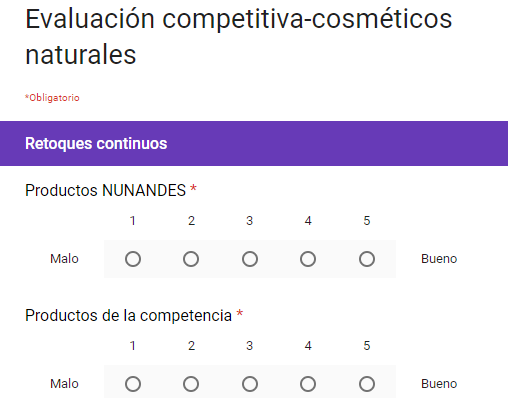 Evaluación competitiva-cosméticos
naturales
*Obligatorio
Retoques continuos
Productos NUNANDES *
1 2 3 4 5
Malo Bueno
Productos de la competencia *
1 2 3 4 5
Malo Bueno